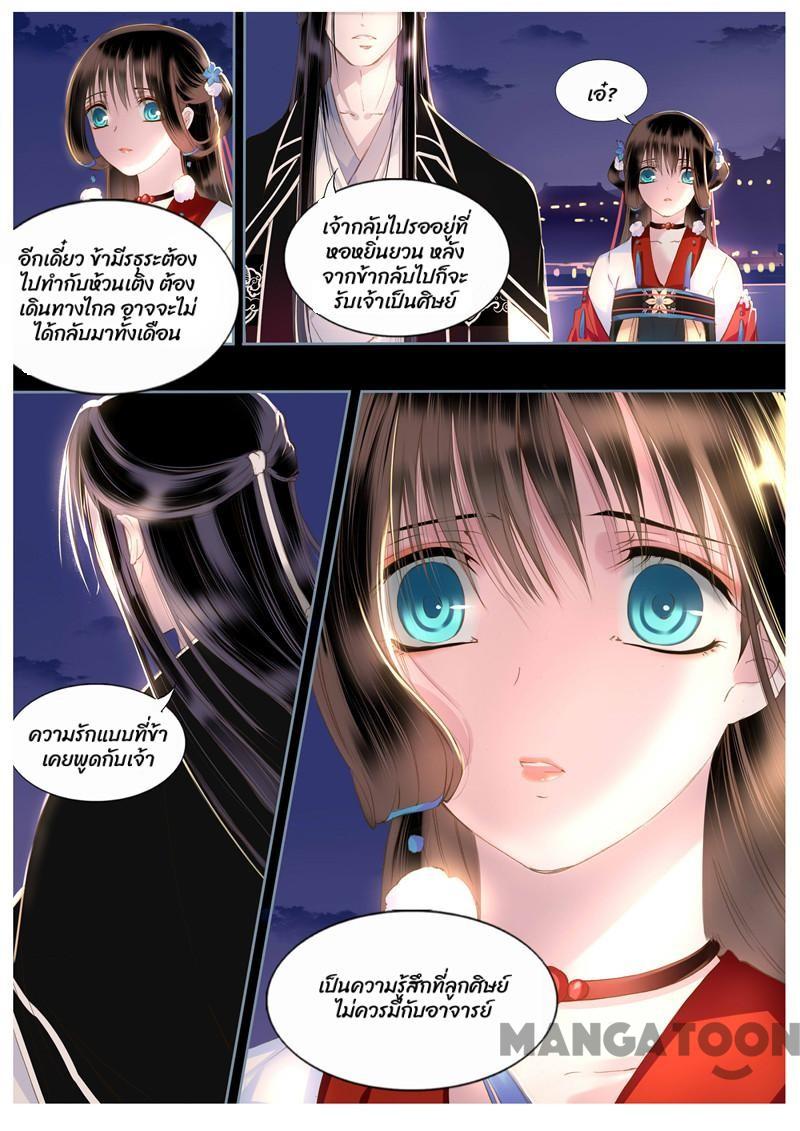 อีกเดี๋ยว ข้ามีธุระต้อง
ไปทำกับห้วนเติง ต้อง
เดินทางไกล อาจจะไม่
ได้กลับมาทั้งเดือน
เจ้ากลับไปรออยู่ที่
หอหยิ่นยวน หลัง
จากข้ากลับไปก็จะ
รับเจ้าเป็นศิษย์
เอ๋?
ความรักแบบที่ข้า
เคยพูดกับเจ้า
เป็นความรู้สึกที่ลูกศิษย์
ไม่ควรมีกับอาจารย์
MANGATOON